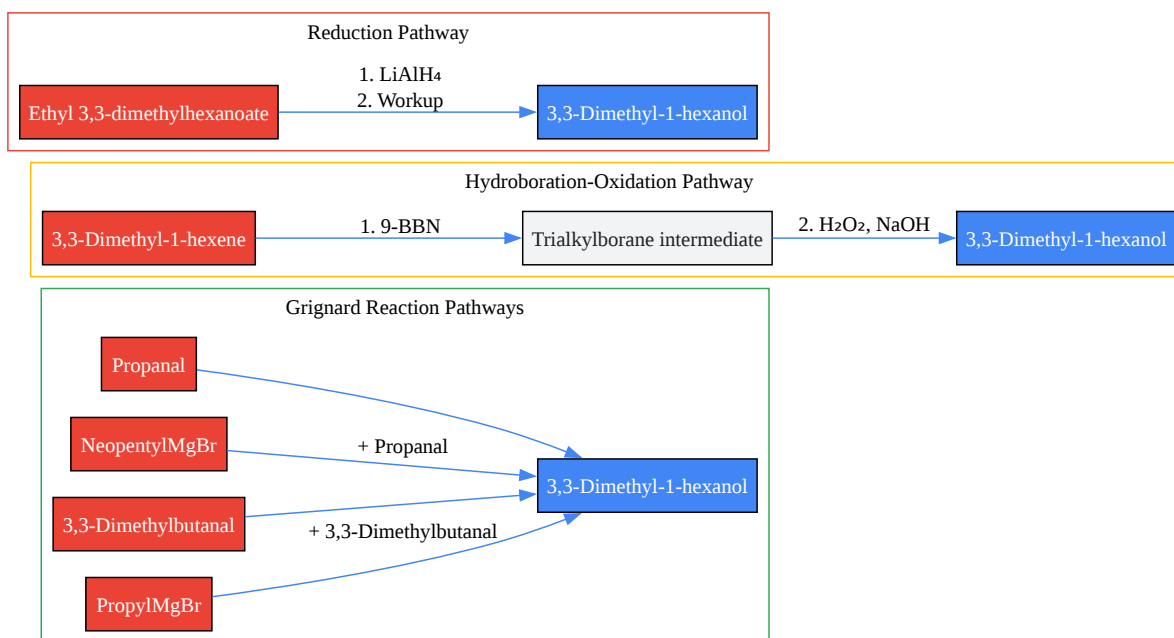 Reduction Pathway
1. LiAlH₄
2. Workup
Ethyl 3,3-dimethylhexanoate
3,3-Dimethyl-1-hexanol
Hydroboration-Oxidation Pathway
3,3-Dimethyl-1-hexene
1. 9-BBN
Trialkylborane intermediate
2. H₂O₂, NaOH
3,3-Dimethyl-1-hexanol
Grignard Reaction Pathways
Propanal
NeopentylMgBr
+ Propanal
3,3-Dimethyl-1-hexanol
3,3-Dimethylbutanal
+ 3,3-Dimethylbutanal
PropylMgBr